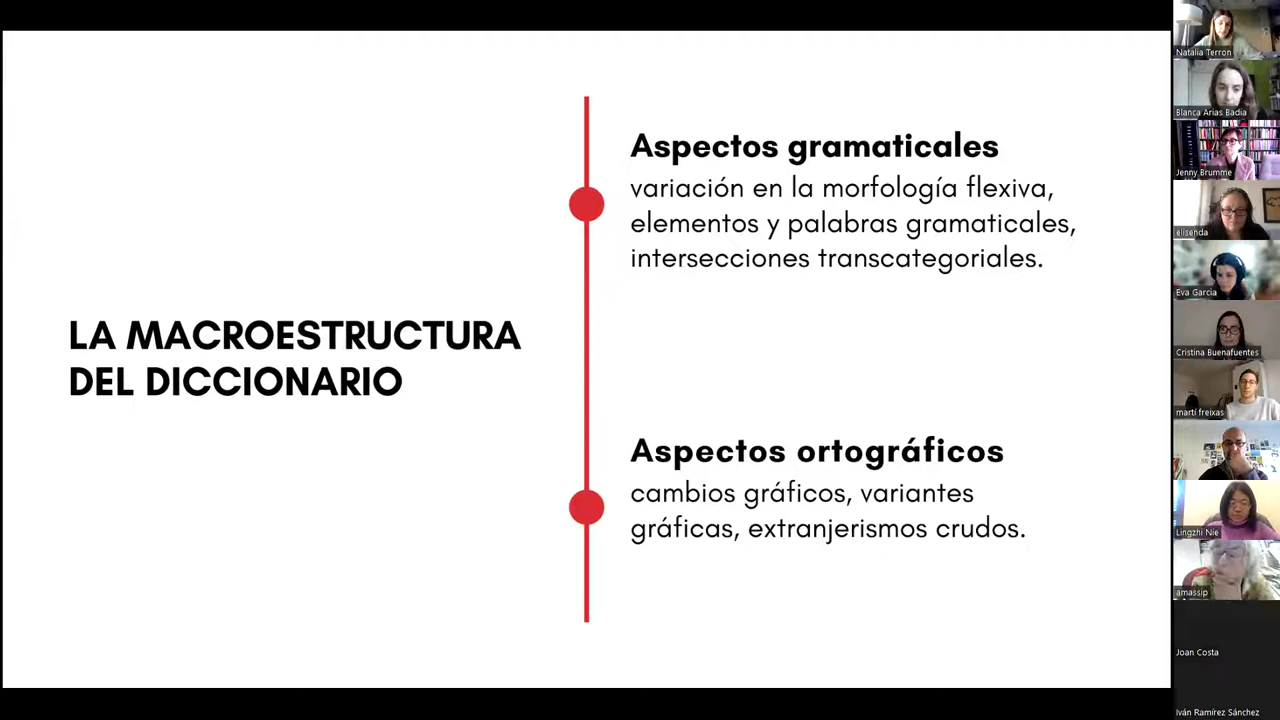 LA MACROESTRUCTURA
DEL DICCIONARIO
Aspectos gramaticales
variación en la morfología flexiva,
elementos y palabras gramaticales,
intersecciones transcategoriales.
Aspectos ortográficos
cambios gráficos, variantes
gráficas, extranjerismos crudos.
Natalia Terron
Blanca Arias Badia
Jenny Brumme
elisenda
Eva Garcia
Cristina Buenafuentes
martí freixas
Lingzhi Nie
amassip
Joan Costa
Iván Ramírez Sánchez